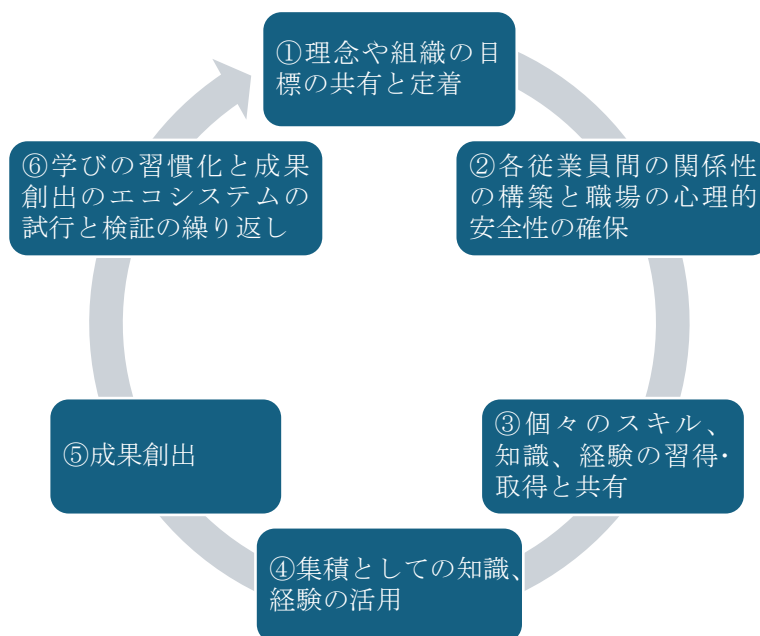 ①理念や組織の目
標の共有と定着
②各従業員間の関係性
の構築と職場の心理的
安全性の確保
③個々のスキル、
知識、経験の習得・
取得と共有
④集積としての知識、
経験の活用
⑤成果創出
⑥学びの習慣化と成果
創出のエコシステムの
試行と検証の繰り返し